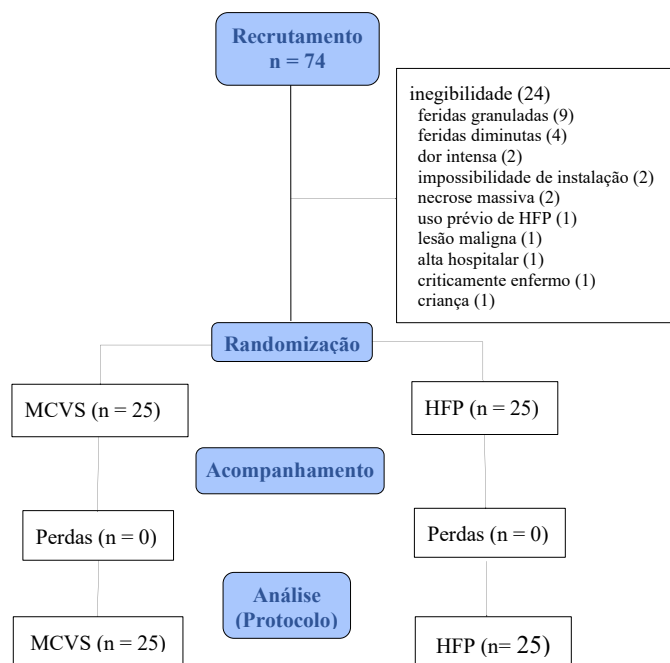 Recrutamento
n = 74
inegibilidade (24)
feridas granuladas (9)
feridas diminutas (4)
dor intensa (2)
impossibilidade de instalação (2)
necrose massiva (2)
uso prévio de HFP (1)
lesão maligna (1)
alta hospitalar (1)
criticamente enfermo (1)
criança (1)
Randomização
MCVS (n = 25)
HFP (n = 25)
Acompanhamento
Perdas (n = 0)
Perdas (n = 0)
Análise
(Protocolo)
MCVS (n = 25)
HFP (n= 25)